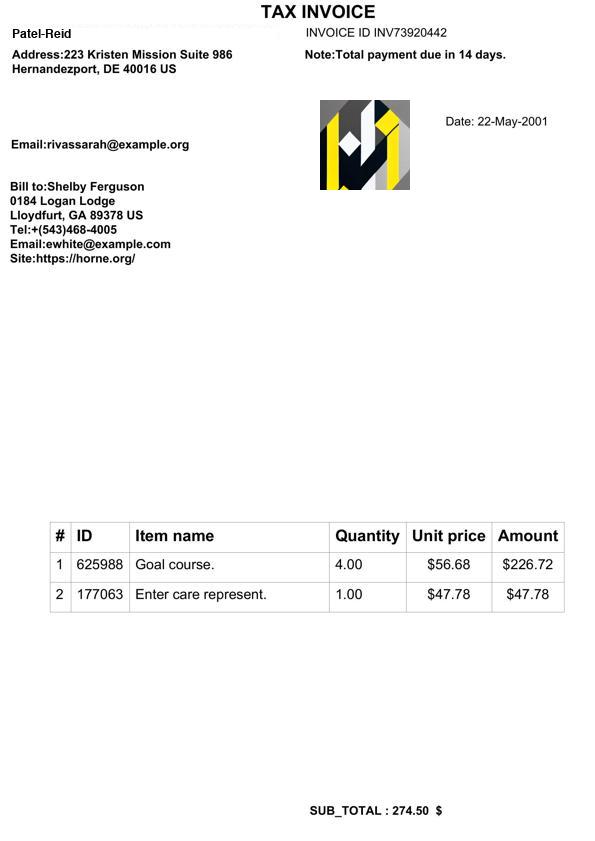 TAX INVOICE
Patel-Reid
INVOICE ID INV73920442
Address:223 Kristen Mission Suite 986
Hernandezport, DE 40016 US
Note:Total payment due in 14 days.
Date: 22-May-2001
Email:rivassarah@example.org
Bill to:Shelby Ferguson
0184 Logan Lodge
Lloydfurt, GA 89378 US
Tel:+(543)468-4005
Email:ewhite@example.com
Site:https://horne.org/
# ID Item name Quantity Unit price Amount
1 625988 Goal course. 4.00 $56.68 $226.72
2 177063 Enter care represent. 1.00 $47.78 $47.78
SUB_TOTAL : 274.50 $